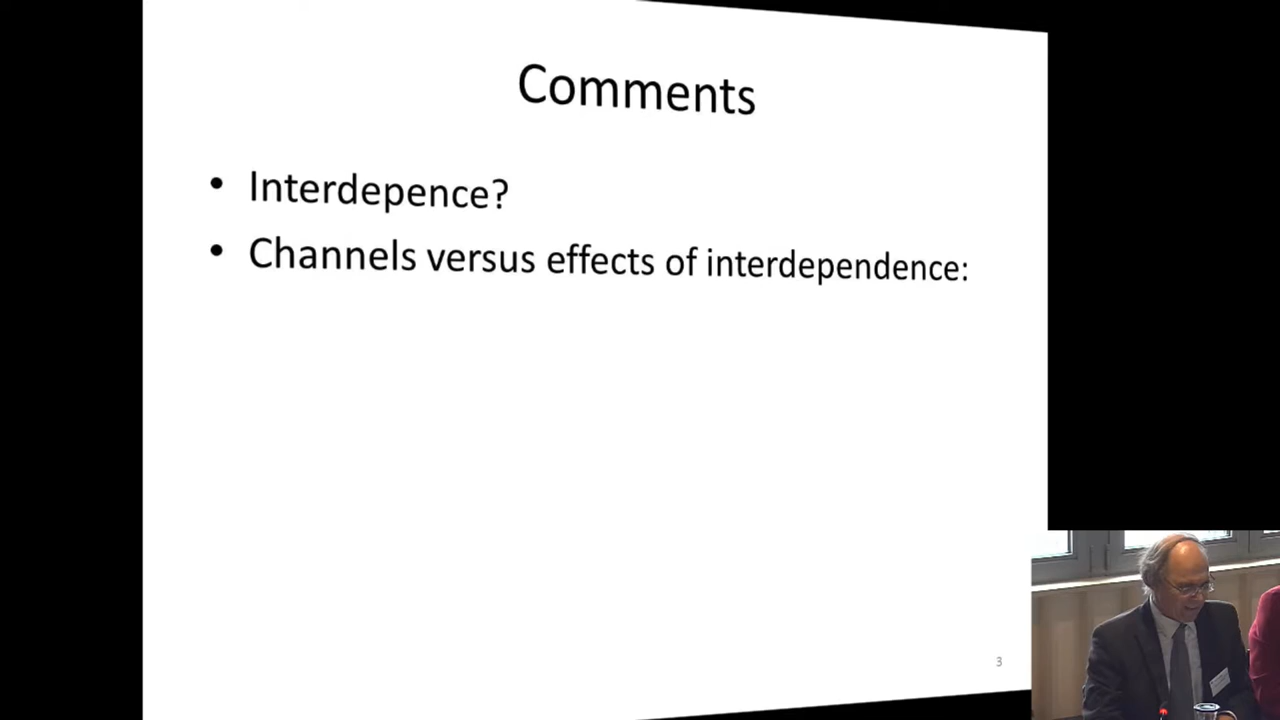 Comments
• Interdepence?
• Channels versus effects of interdependence:
3